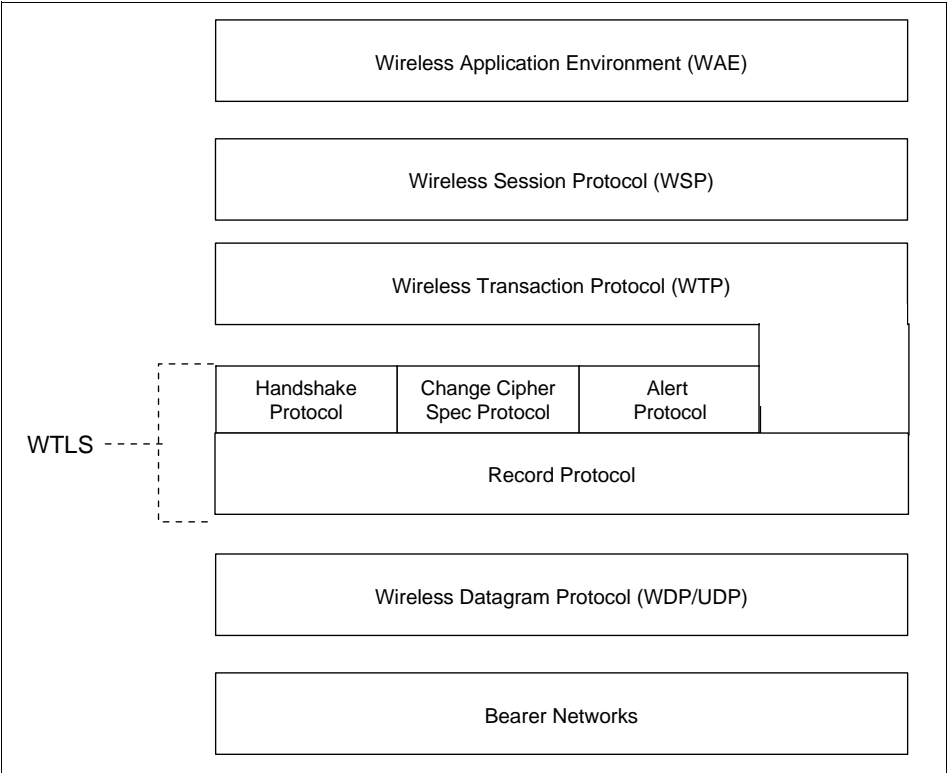 Wireless Application Environment (WAE)
Wireless Session Protocol (WSP)
Wireless Transaction Protocol (WTP)
Handshake
Protocol
Change Cipher
Spec Protocol
Alert
Protocol
WTLS
Record Protocol
Wireless Datagram Protocol (WDP/UDP)
Bearer Networks